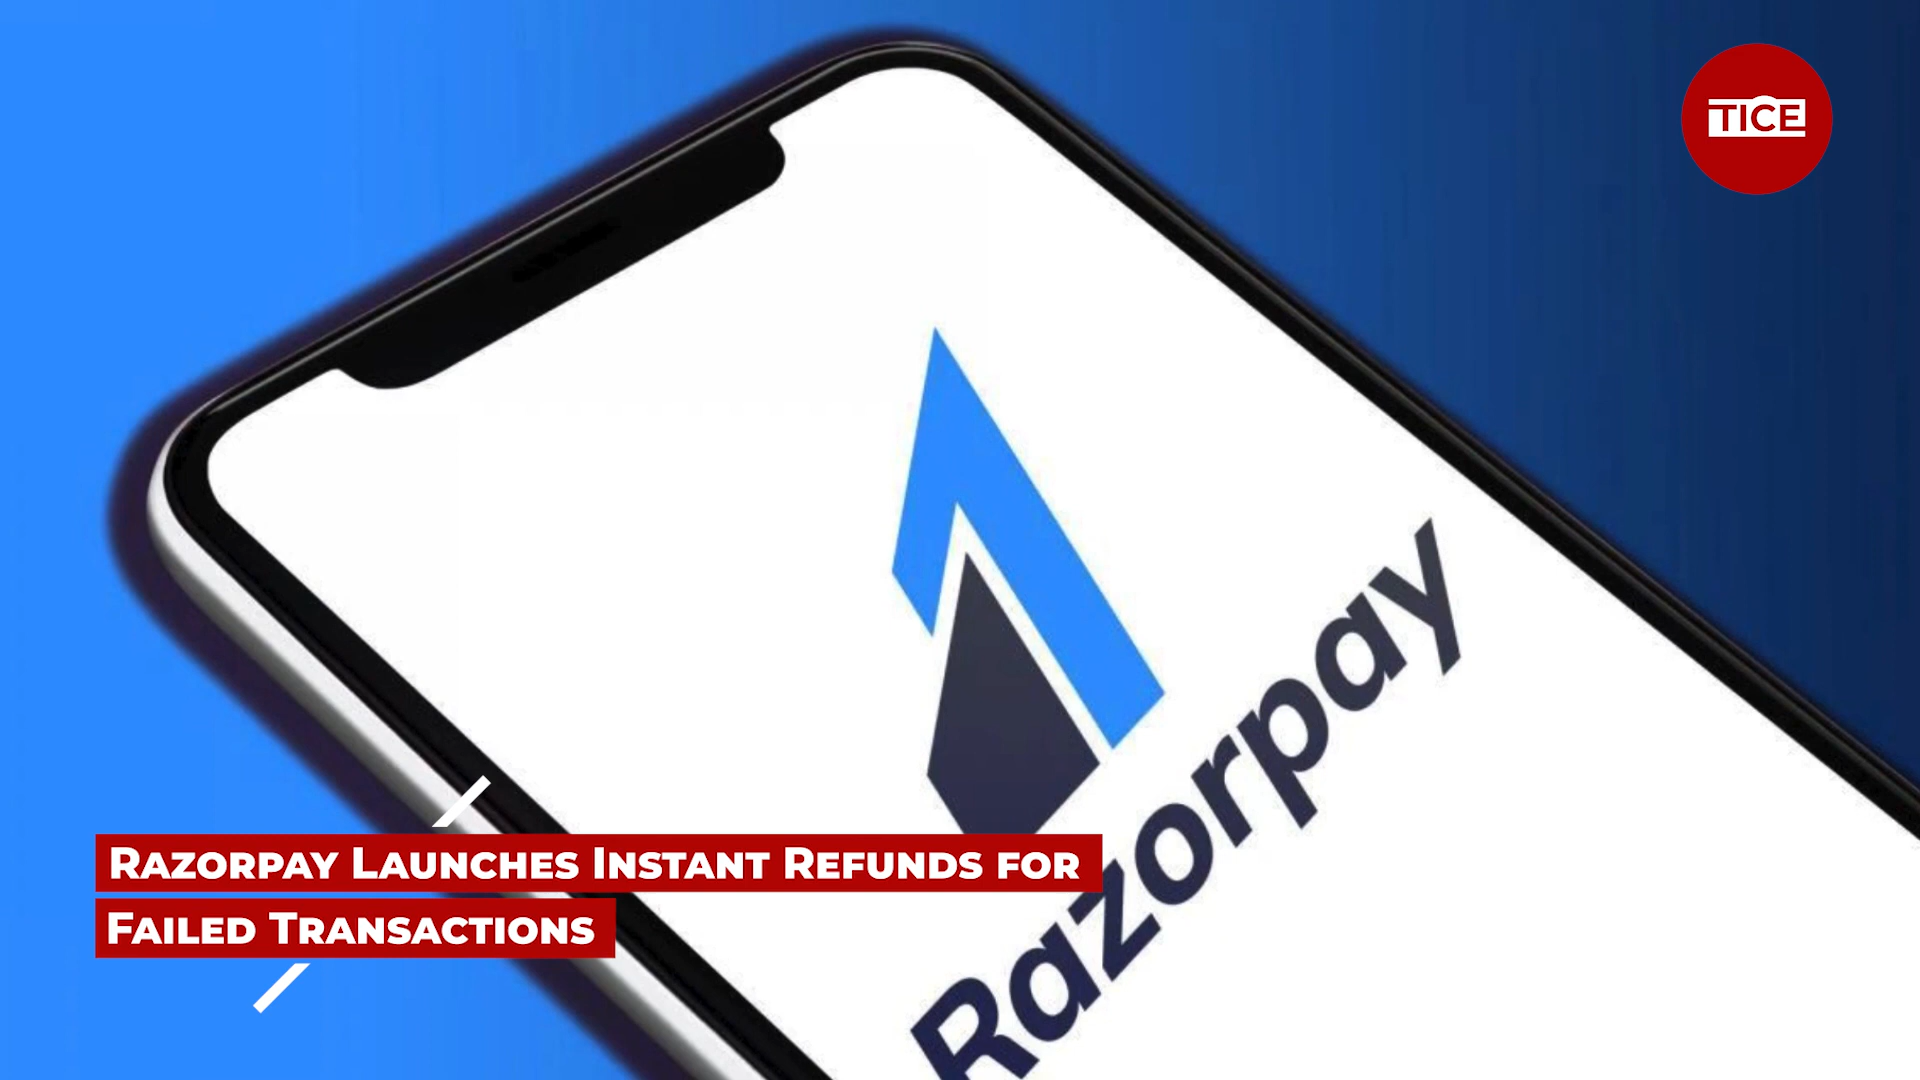 TICE
Razorpay
Razorpay Launches Instant Refunds for
Failed Transactions